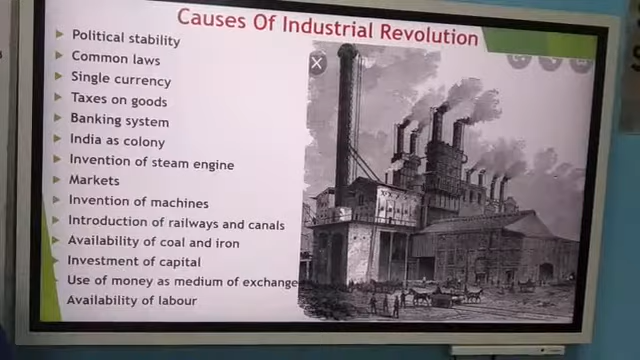 Causes Of Industrial Revolution
Political stability
Common laws
Single currency
Taxes on goods
Banking system
India as colony
Invention of steam engine
Markets
Invention of machines
Introduction of railways and canals
Availability of coal and iron
Investment of capital
Use of money as medium of exchange
Availability of labour